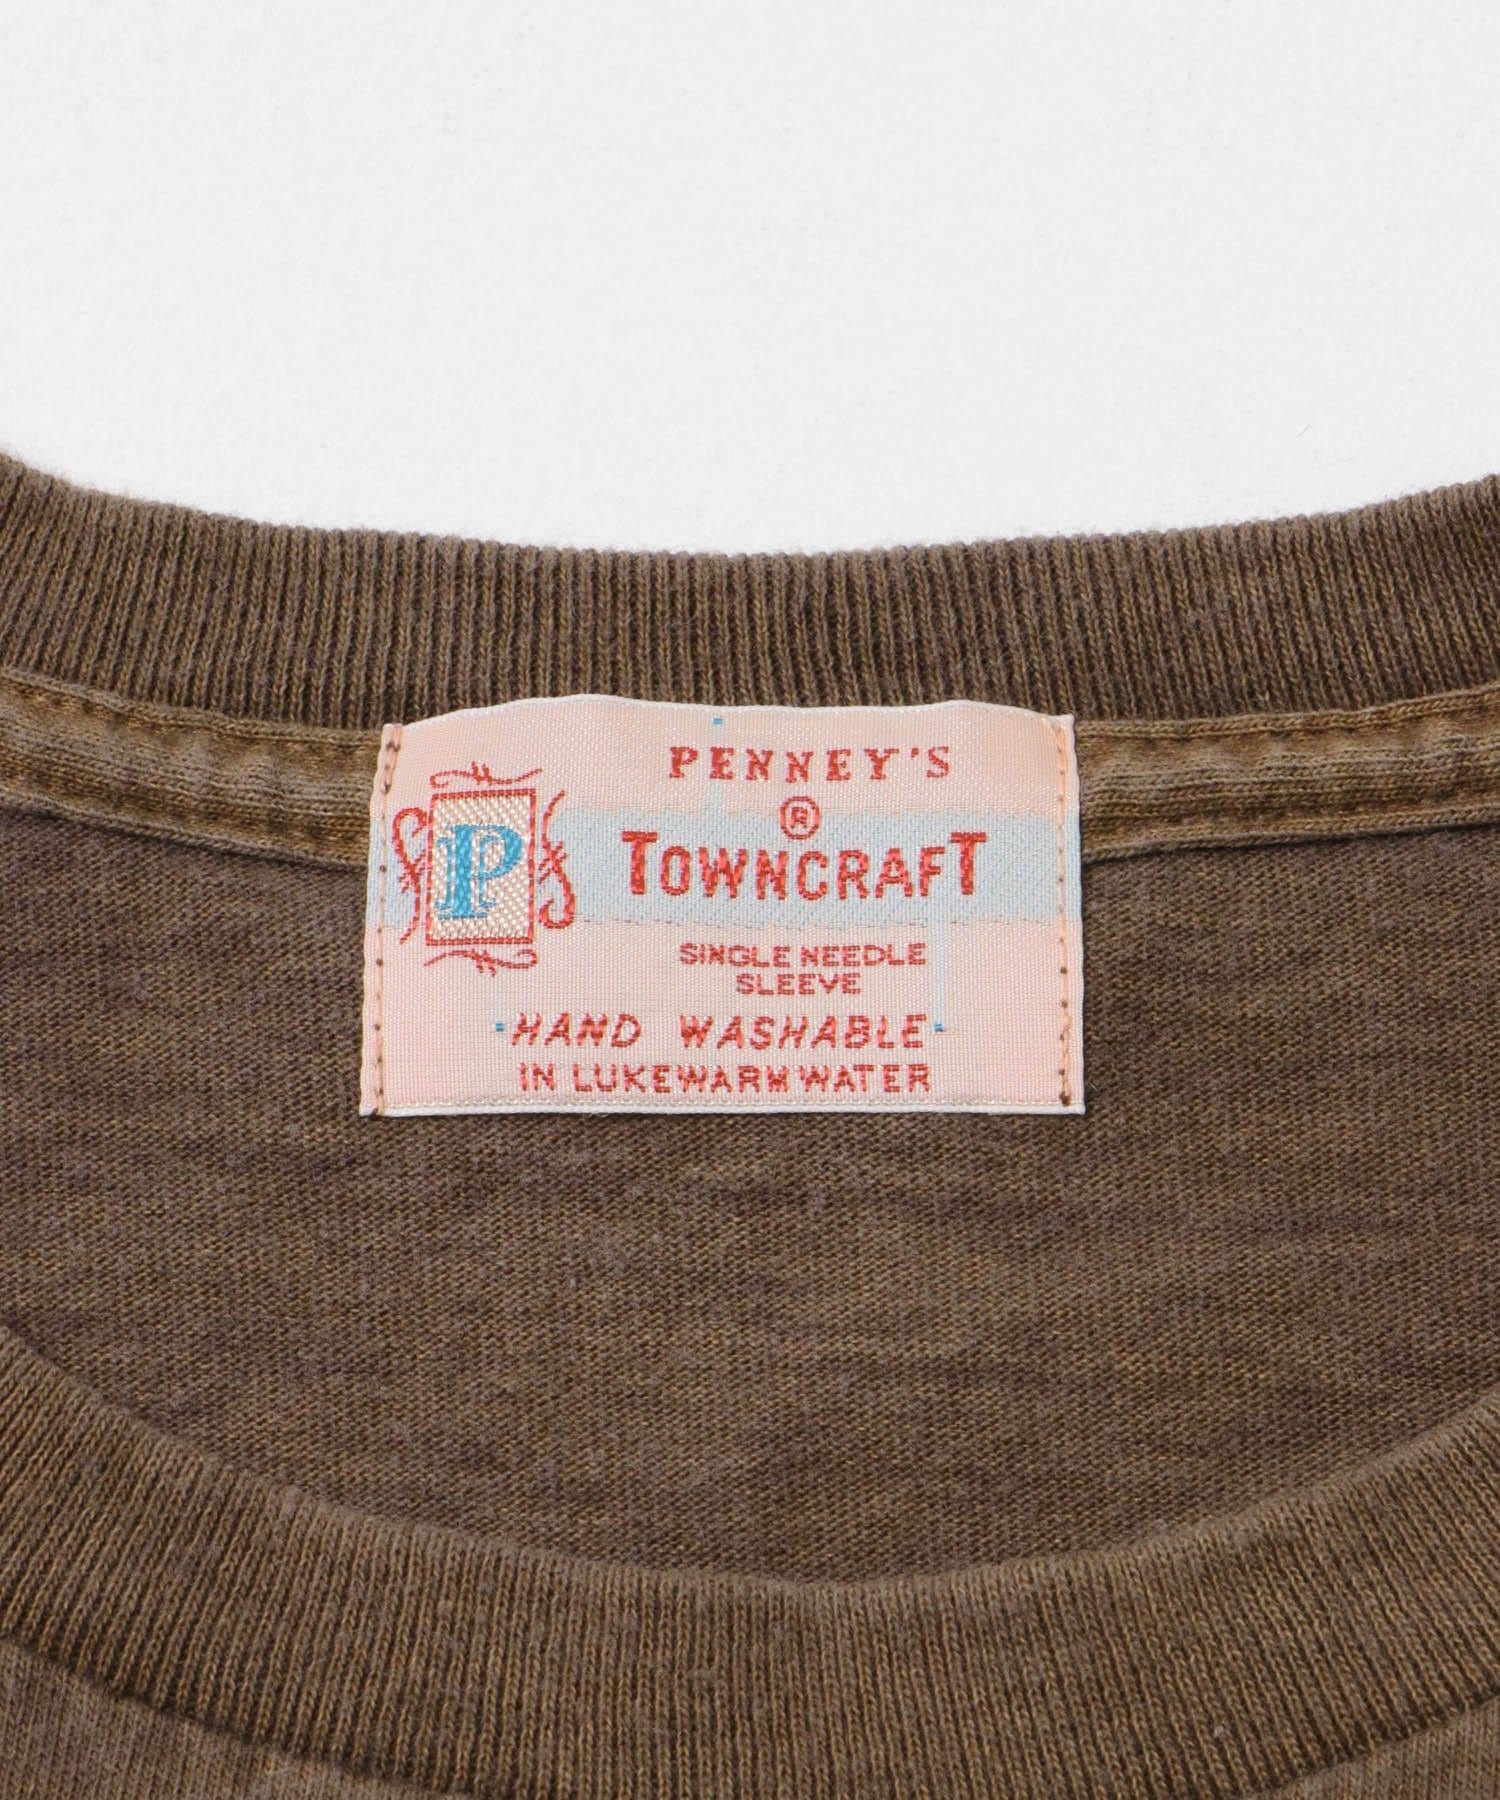 PENNEY'S
®
P
TOWNCRAFT
SINGLE NEEDLE
SLEEVE
HAND WASHABLE
IN LUKEWARM WATER